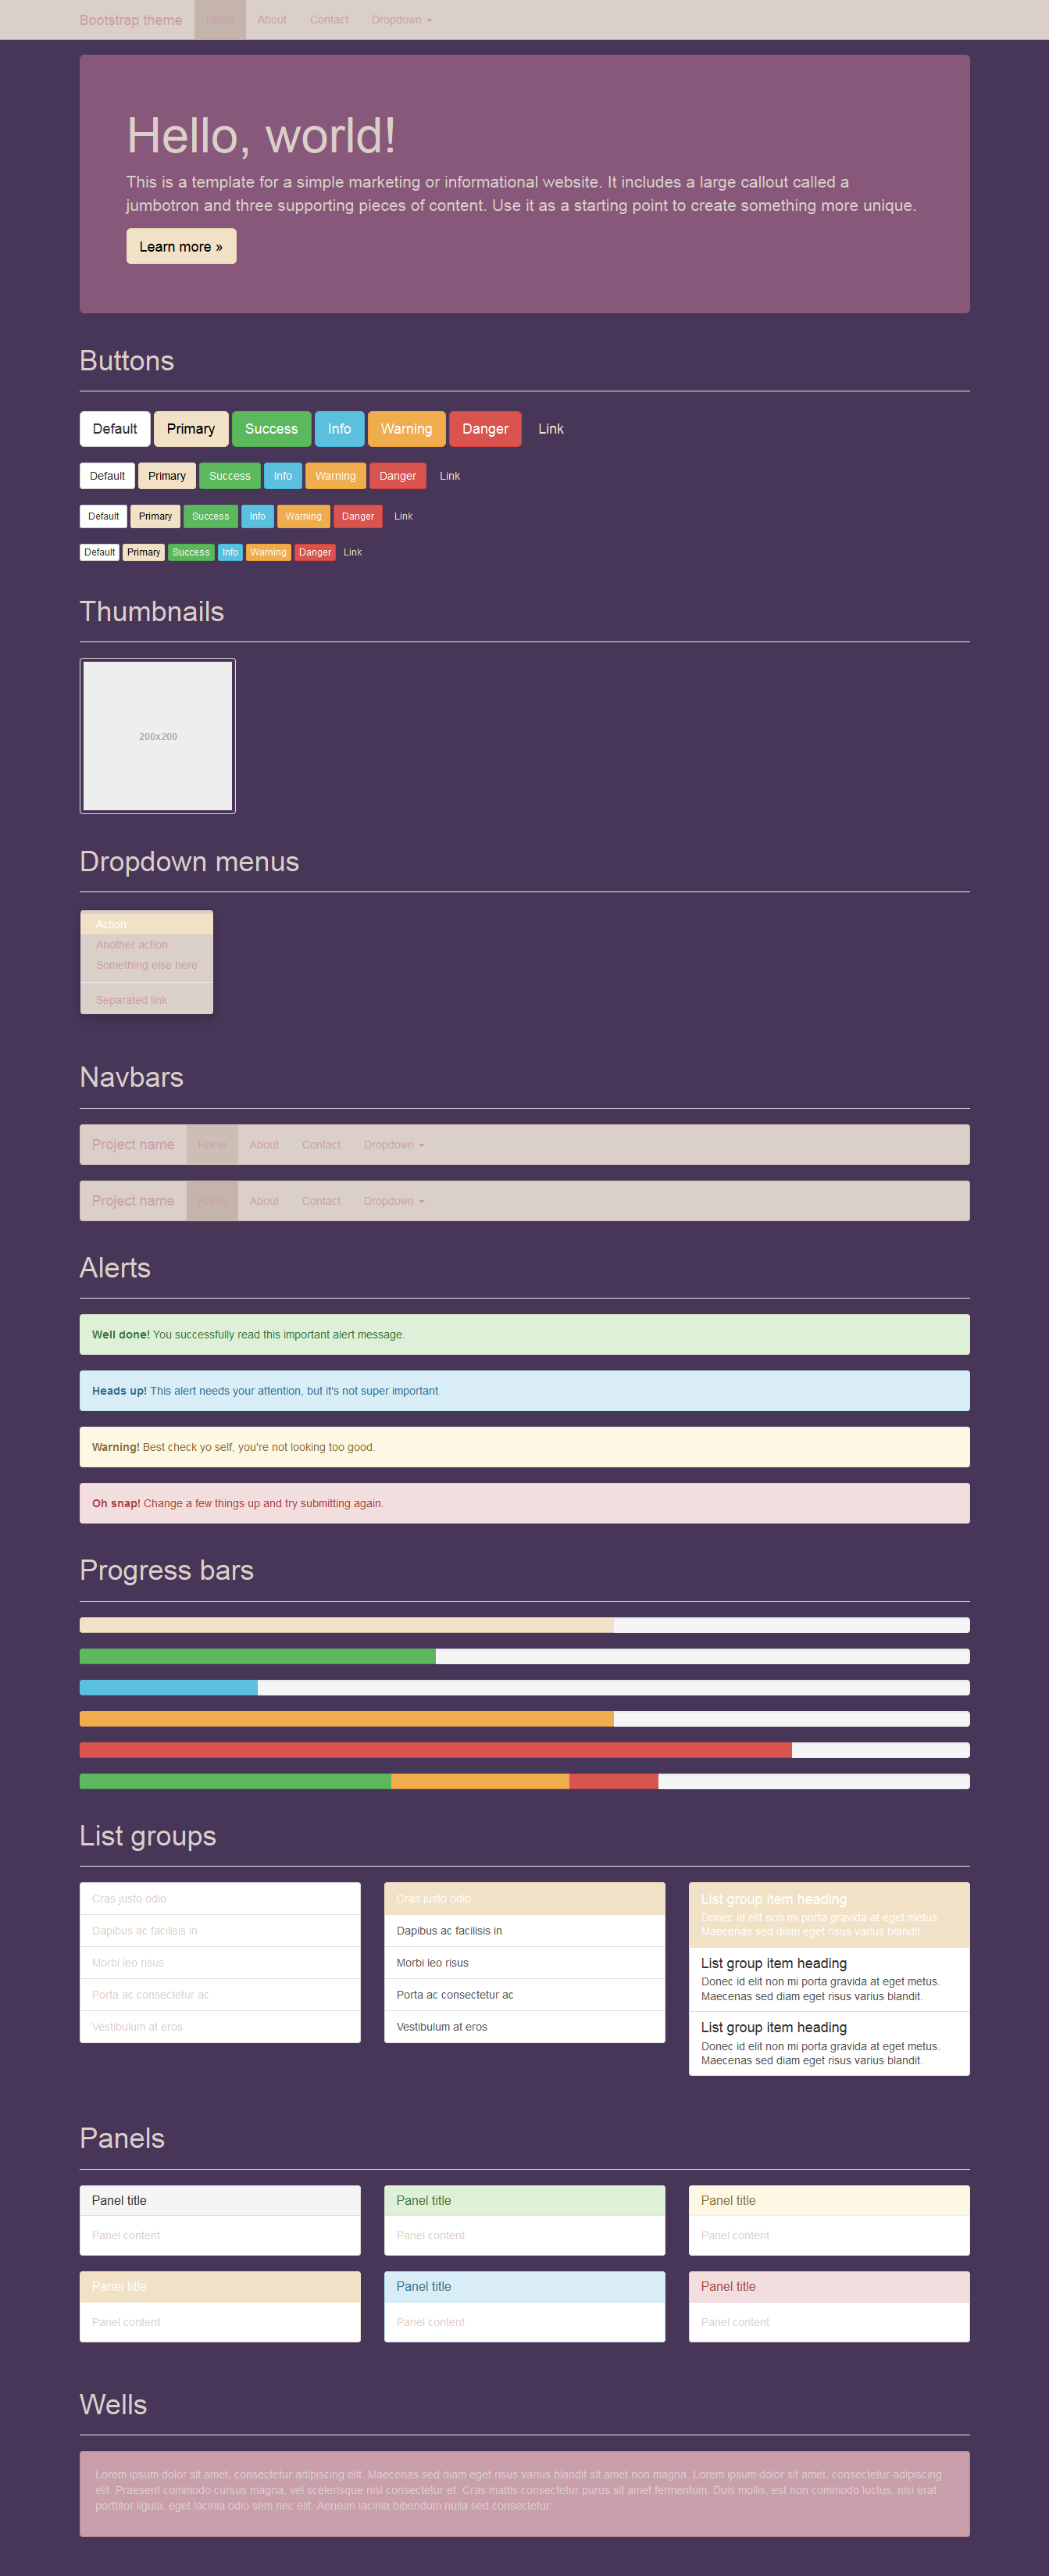 Bootstrap theme Home About Contact Dropdown
Hello, world!
This is a template for a simple marketing or informational website. It includes a large callout called a
jumbotron and three supporting pieces of content. Use it as a starting point to create something more unique.
Learn more »
Buttons
Default Primary Success Info Warning Danger Link
Default Primary Success Info Warning Danger Link
Default Primary Success Info Warning Danger Link
Default Primary Success Info Warning Danger Link
Thumbnails
200x200
Dropdown menus
Action
Another action
Something else here
Separated link
Navbars
Project name Home About Contact Dropdown
Project name Home About Contact Dropdown
Alerts
Well done! You successfully read this important alert message.
Heads up! This alert needs your attention, but it's not super important.
Warning! Best check yo self, you're not looking too good.
Oh snap! Change a few things up and try submitting again.
Progress bars
List groups
Cras justo odio
Dapibus ac facilisis in
Morbi leo risus
Porta ac consectetur ac
Vestibulum at eros
Cras justo odio
Dapibus ac facilisis in
Morbi leo risus
Porta ac consectetur ac
Vestibulum at eros
List group item heading
Donec id elit non mi porta gravida at eget metus.
Maecenas sed diam eget risus varius blandit.
List group item heading
Donec id elit non mi porta gravida at eget metus.
Maecenas sed diam eget risus varius blandit.
List group item heading
Donec id elit non mi porta gravida at eget metus.
Maecenas sed diam eget risus varius blandit.
Panels
Panel title
Panel content
Panel title
Panel content
Panel title
Panel content
Panel title
Panel content
Panel title
Panel content
Panel title
Panel content
Wells
Lorem ipsum dolor sit amet, consectetur adipiscing elit. Maecenas sed diam eget risus varius blandit sit amet non magna. Lorem ipsum dolor sit amet, consectetur adipiscing
elit. Praesent commodo cursus magna, vel scelerisque nisl consectetur et. Cras mattis consectetur purus sit amet fermentum. Duis mollis, est non commodo luctus, nisi erat
porttitor ligula, eget lacinia odio sem nec elit. Aenean lacinia bibendum nulla sed consectetur.